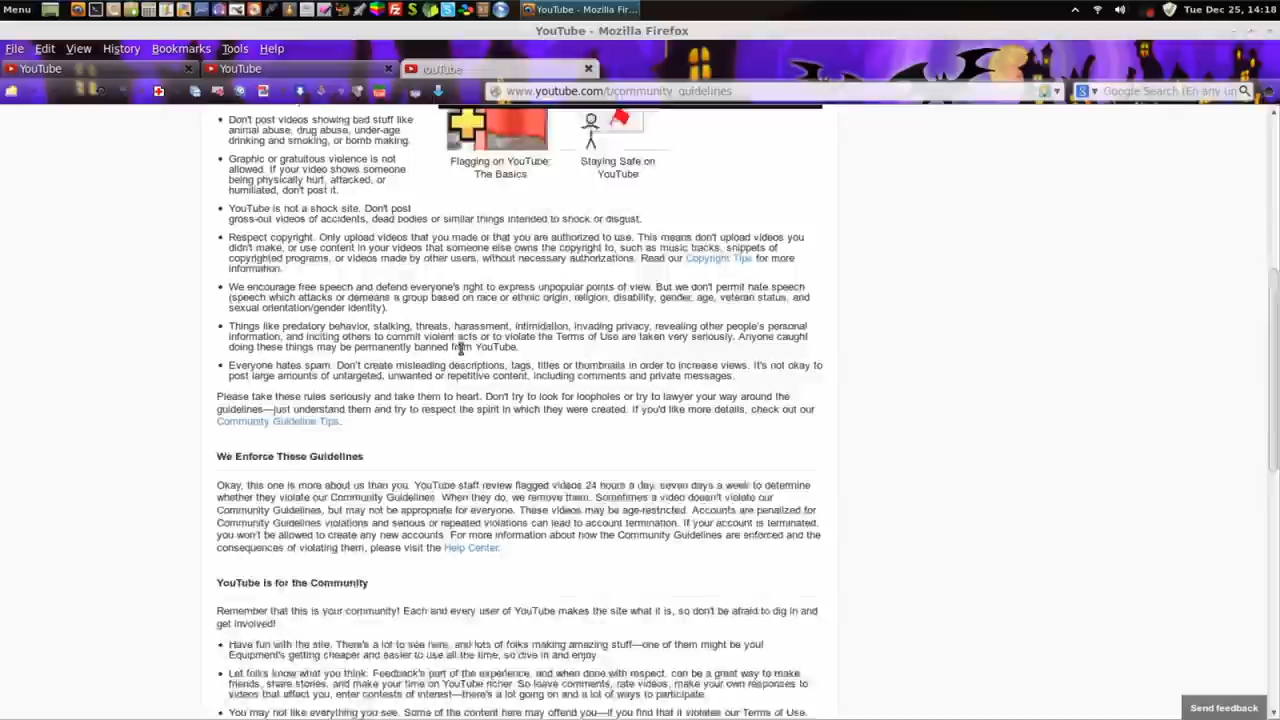 Menu
YouTube - Mozilla Fir...
Tue Dec 25, 14:18
YouTube - Mozilla Firefox
File Edit View History Bookmarks Tools Help
YouTube
YouTube
ouTube
www.youtube.com/t/community_guidelines
Google Search (En any un
Don't post videos showing bad stuff like
animal abuse, drug abuse, under-age
drinking and smoking, or bomb making.
Graphic or gratuitous violence is not
allowed. If your video shows someone
being physically hurt, attacked, or
humiliated, don't post it.
Flagging on YouTube:
The Basics
Staying Safe on
YouTube
YouTube is not a shock site. Don't post
gross-out videos of accidents, dead bodies or similar things intended to shock or disgust.
Respect copyright. Only upload videos that you made or that you are authorized to use. This means don't upload videos you
didn't make, or use content in your videos that someone else owns the copyright to, such as music tracks, snippets of
copyrighted programs, or videos made by other users, without necessary authorizations. Read our Copyright Tips for more
information.
We encourage free speech and defend everyone's right to express unpopular points of view. But we don't permit hate speech
(speech which attacks or demeans a group based on race or ethnic origin, religion, disability, gender, age, veteran status, and
sexual orientation/gender identity).
Things like predatory behavior, stalking, threats, harassment, intimidation, invading privacy, revealing other people's personal
information, and inciting others to commit violent acts or to violate the Terms of Use are taken very seriously. Anyone caught
doing these things may be permanently banned from YouTube.
Everyone hates spam. Don't create misleading descriptions, tags, titles or thumbnails in order to increase views. It's not okay to
post large amounts of untargeted, unwanted or repetitive content, including comments and private messages.
Please take these rules seriously and take them to heart. Don't try to look for loopholes or try to lawyer your way around the
guidelines—just understand them and try to respect the spirit in which they were created. If you'd like more details, check out our
Community Guideline Tips.
We Enforce These Guidelines
Okay, this one is more about us than you. YouTube staff review flagged videos 24 hours a day, seven days a week to determine
whether they violate our Community Guidelines. When they do, we remove them. Sometimes a video doesn't violate our
Community Guidelines, but may not be appropriate for everyone. These videos may be age-restricted. Accounts are penalized for
Community Guidelines violations and serious or repeated violations can lead to account termination. If your account is terminated,
you won't be allowed to create any new accounts. For more information about how the Community Guidelines are enforced and the
consequences of violating them, please visit the Help Center.
YouTube is for the Community
Remember that this is your community! Each and every user of YouTube makes the site what it is, so don't be afraid to dig in and
get involved!
Have fun with the site. There's a lot to see here, and lots of folks making amazing stuff—one of them might be you!
Equipment's getting cheaper and easier to use all the time, so dive in and enjoy.
Let folks know what you think. Feedback's part of the experience, and when done with respect, can be a great way to make
friends, share stories, and make your time on YouTube richer. So leave comments, rate videos, make your own responses to
videos that affect you, enter contests of interest—there's a lot going on and a lot of ways to participate.
You may not like everything you see. Some of the content here may offend you—if you find that it violates our Terms of Use,
Send feedback